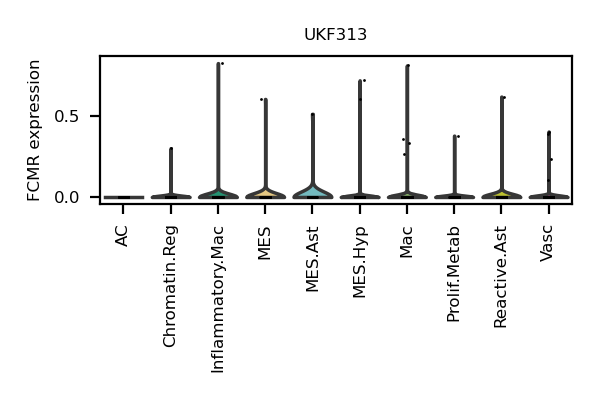 UKF313
FCMR expression
0.5
0.0
AC
Chromatin.Reg
Inflammatory.Mac
MES
MES.Ast
MES.Hyp
Mac
Prolif.Metab
Reactive.Ast
Vasc